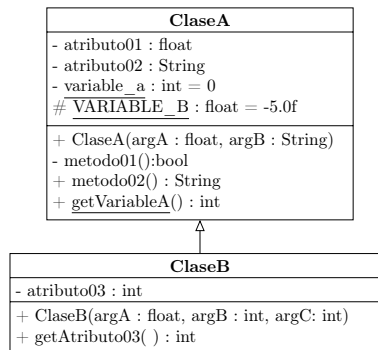 ClaseA
- atributo01 : float
- atributo02 : String
- variable_a : int = 0
# VARIABLE_B : float = -5.0f
+ ClaseA(argA : float, argB : String)
- metodo01():bool
+ metodo02() : String
+ getVariableA() : int
ClaseB
- atributo03 : int
+ ClaseB(argA : float, argB : int, argC: int)
+ getAtributo03( ) : int